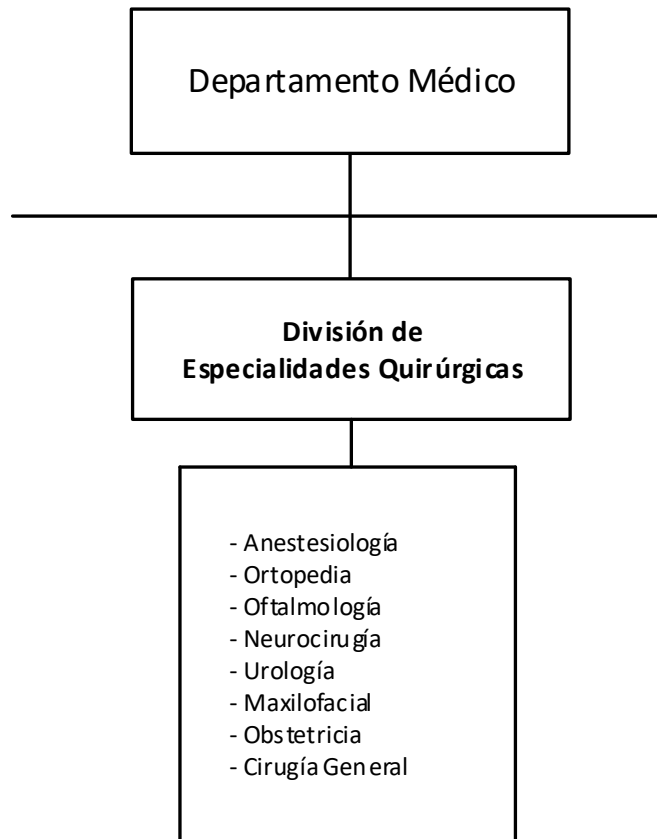 Departamento Médico
División de
Especialidades Quirúrgicas
- Anestesiología
- Ortopedia
- Oftalmología
- Neurocirugía
- Urología
- Maxilofacial
- Obstetricia
- Cirugía General